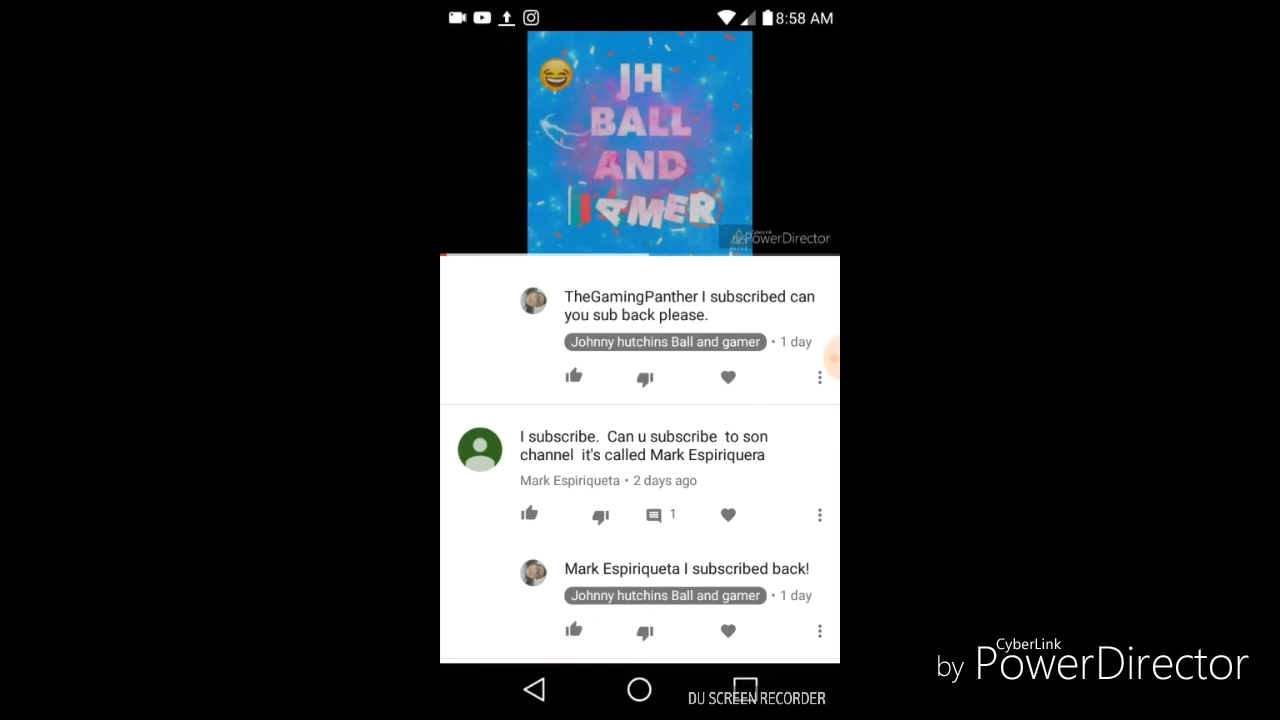 8:58 AM
JH
BALL
AND
GAMER
CyberLink
PowerDirector
TheGamingPanther I subscribed can
you sub back please.
Johnny hutchins Ball and gamer • 1 day
I subscribe.  Can u subscribe  to son
channel  it's called Mark Espiriquera
Mark Espiriqueta • 2 days ago
1
Mark Espiriqueta I subscribed back!
Johnny hutchins Ball and gamer • 1 day
CyberLink
by PowerDirector
DU SCREEN RECORDER